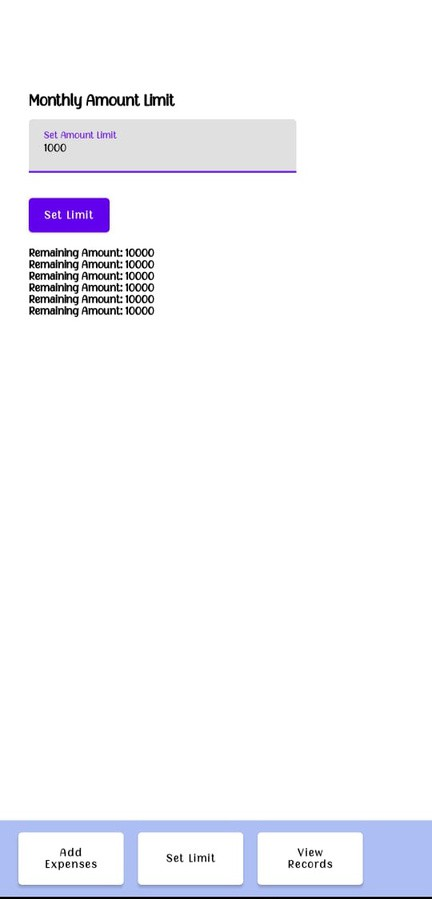 Monthly Amount Limit
Set Amount Limit
1000
Set Limit
Remaining Amount: 10000
Remaining Amount: 10000
Remaining Amount: 10000
Remaining Amount: 10000
Remaining Amount: 10000
Remaining Amount: 10000
Add
Expenses
Set Limit
View
Records